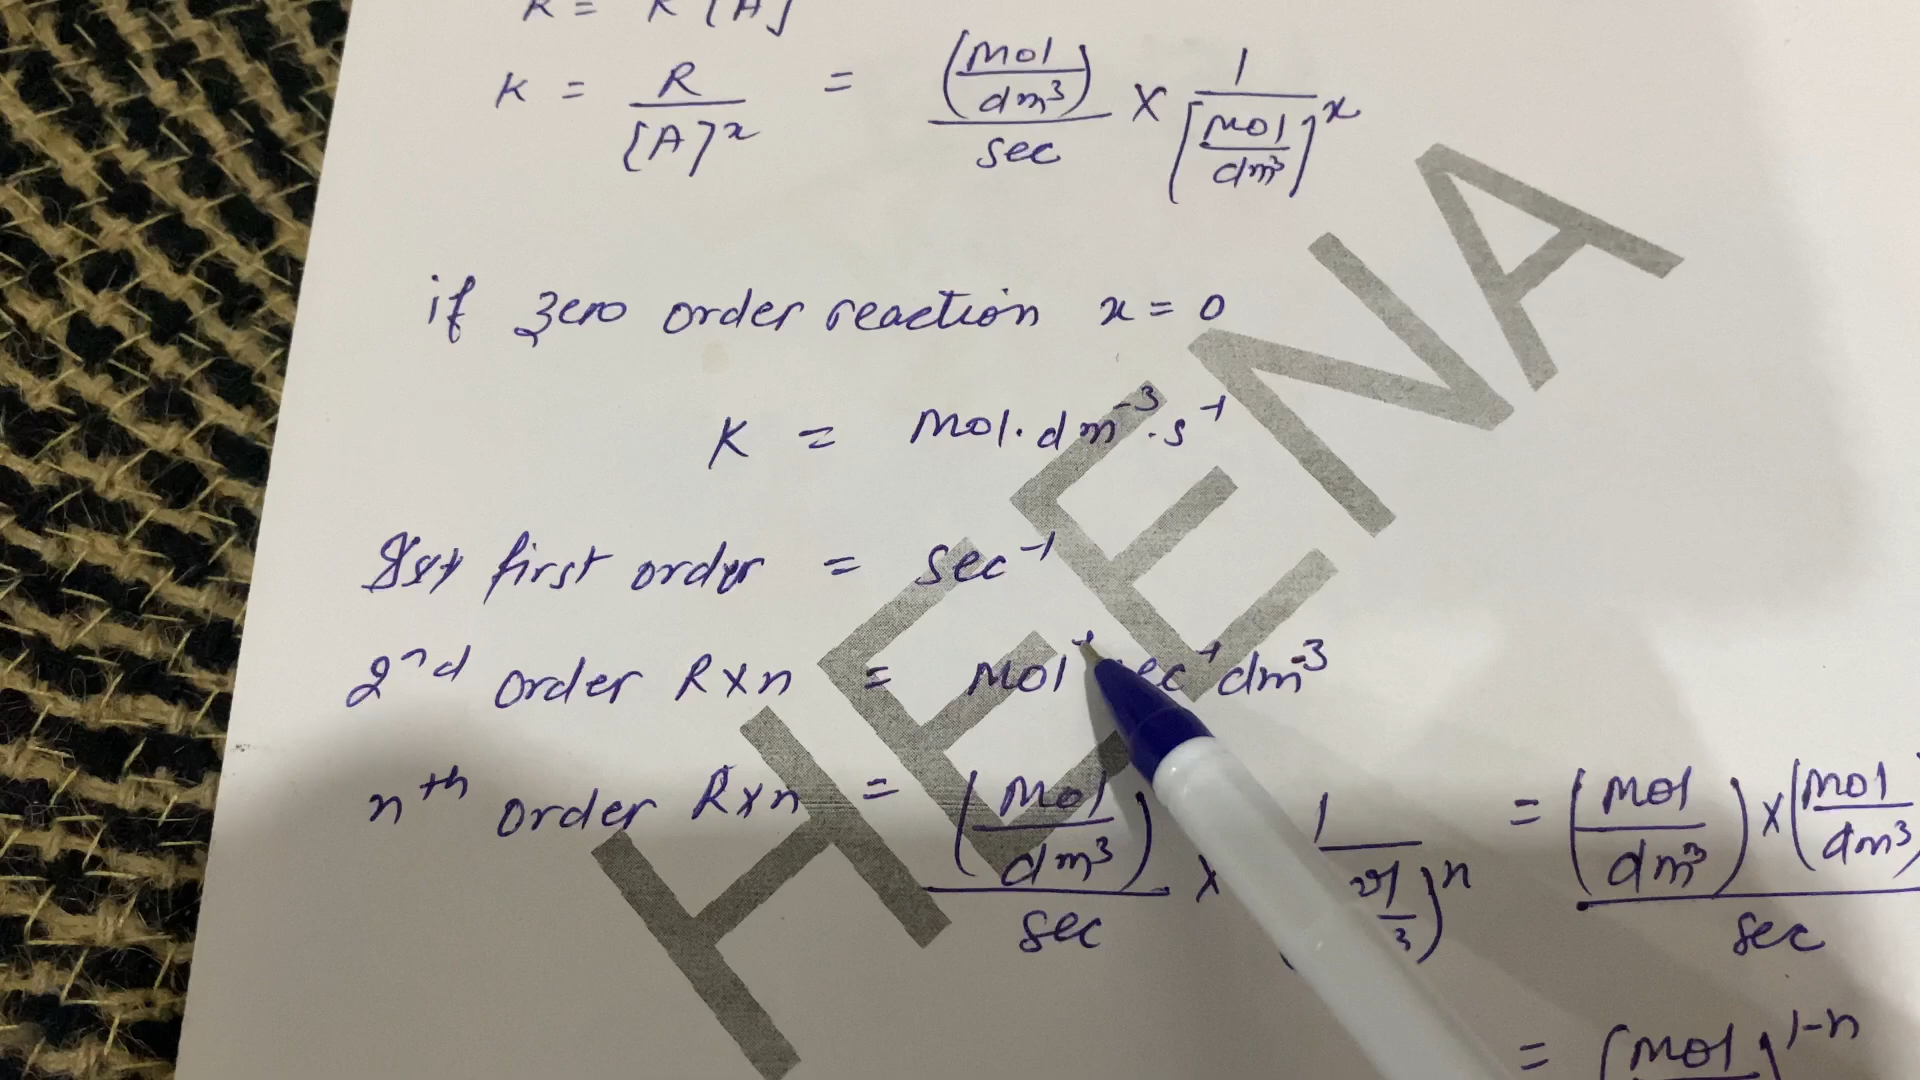 R = K [A]
K = R / [A]^x = (mol / dm³) / sec × 1 / [mol / dm³]^x
if zero order reaction x = 0
K = mol. dm⁻³ . s⁻¹
first order = sec⁻¹
2nd order Rxn = mol⁻¹ sec⁻¹ dm⁻³
nth order Rxn = (mol / dm³) / sec × 1 / ( )^n = (mol / dm³) × (mol / dm³) / sec
= (mol )^1-n
HEENA